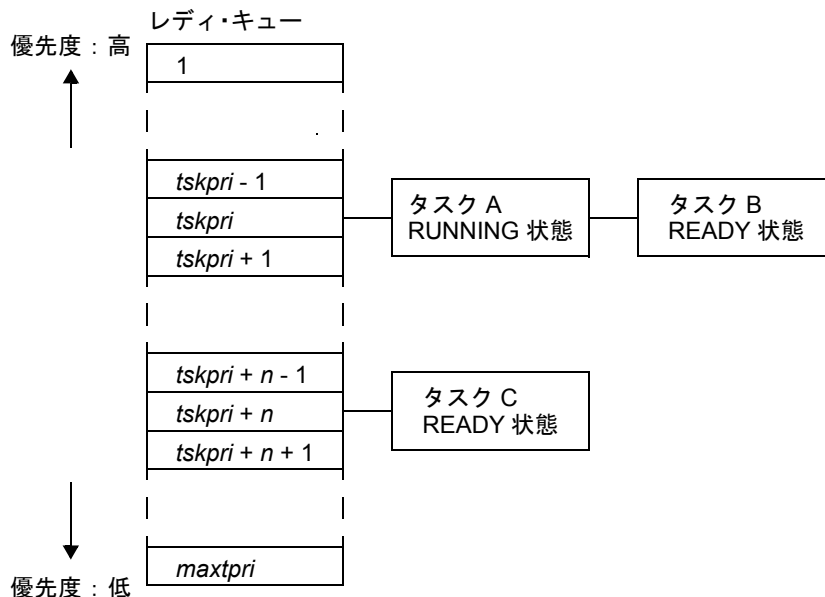 レディ・キュー
優先度：高
1
tskpri - 1
tskpri
tskpri + 1
タスク A
RUNNING 状態
タスク B
READY 状態
tskpri + n - 1
tskpri + n
tskpri + n + 1
タスク C
READY 状態
maxtpri
優先度：低